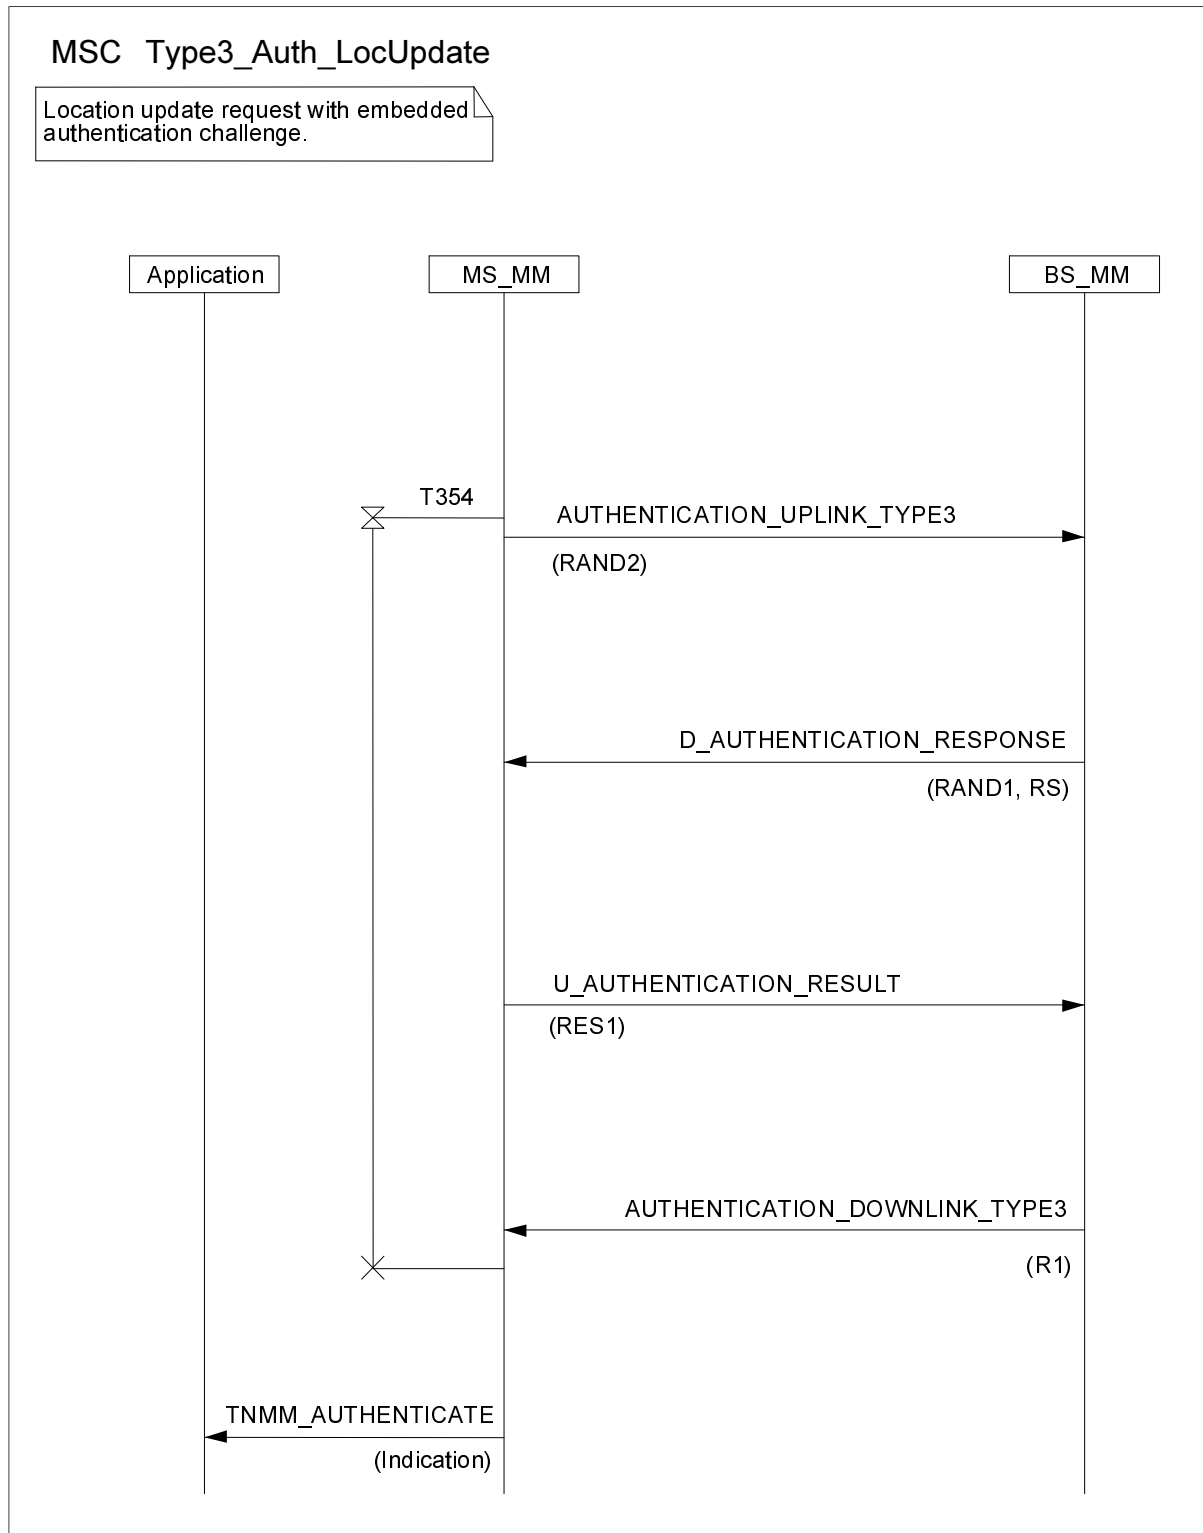 MSC Type3_Auth_LocUpdate
Location update request with embedded
authentication challenge.
Application
MS_MM
BS_MM
T354
AUTHENTICATION_UPLINK_TYPE3
(RAND2)
D_AUTHENTICATION_RESPONSE
(RAND1, RS)
U_AUTHENTICATION_RESULT
(RES1)
AUTHENTICATION_DOWNLINK_TYPE3
(R1)
TNMM_AUTHENTICATE
(Indication)